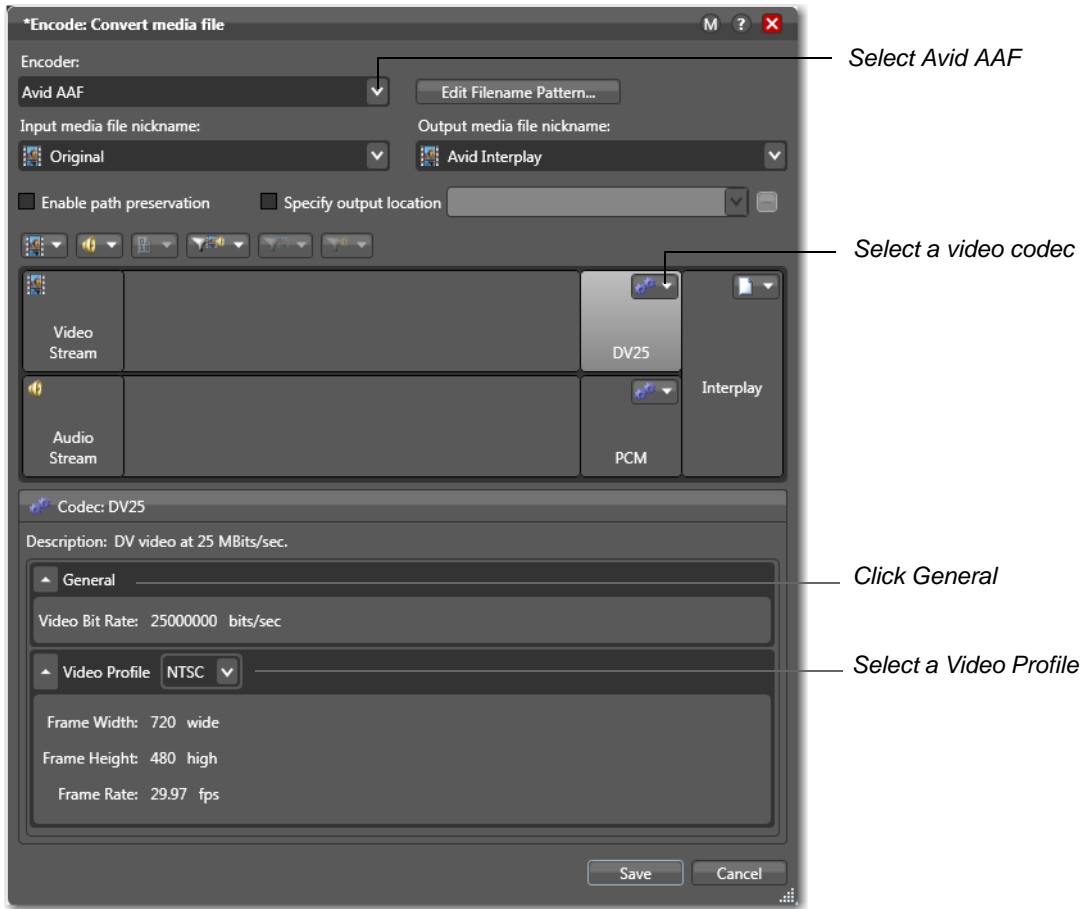 *Encode: Convert media file M ? X
Encoder:
Select Avid AAF
Avid AAF Edit Filename Pattern...
Input media file nickname: Output media file nickname:
Original Avid Interplay
Enable path preservation Specify output location
Select a video codec
Video Stream DV25
Interplay
Audio Stream PCM
Codec: DV25
Description: DV video at 25 MBits/sec.
General Click General
Video Bit Rate: 25000000 bits/sec
Video Profile NTSC Select a Video Profile
Frame Width: 720 wide
Frame Height: 480 high
Frame Rate: 29.97 fps
Save Cancel